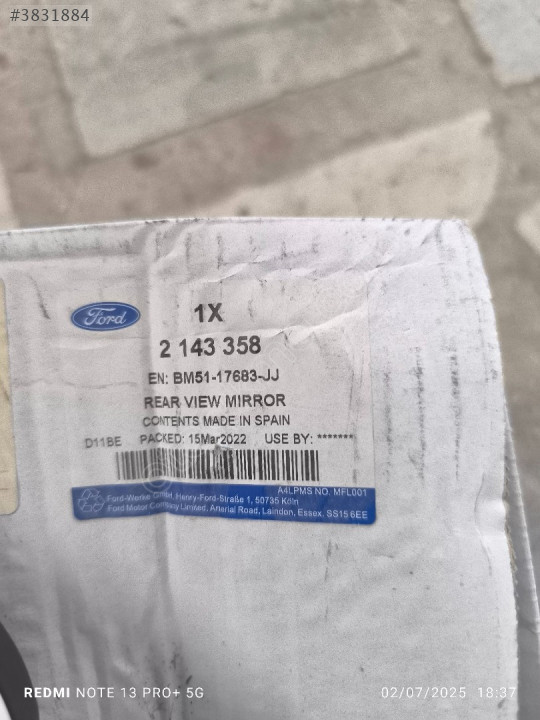 #3831884
Ford
1X
2 143 358
EN: BM51-17683-JJ
REAR VIEW MIRROR
CONTENTS MADE IN SPAIN
D11BE PACKED: 15Mar2022 USE BY: *******
A4LPMS NO. MFL001
Ford-Werke GmbH, Henry-Ford-Straße 1, 50735 Köln
Ford Motor Company Limited, Arterial Road, Laindon, Essex. SS15 6EE
REDMI NOTE 13 PRO+ 5G
02/07/2025 18:37